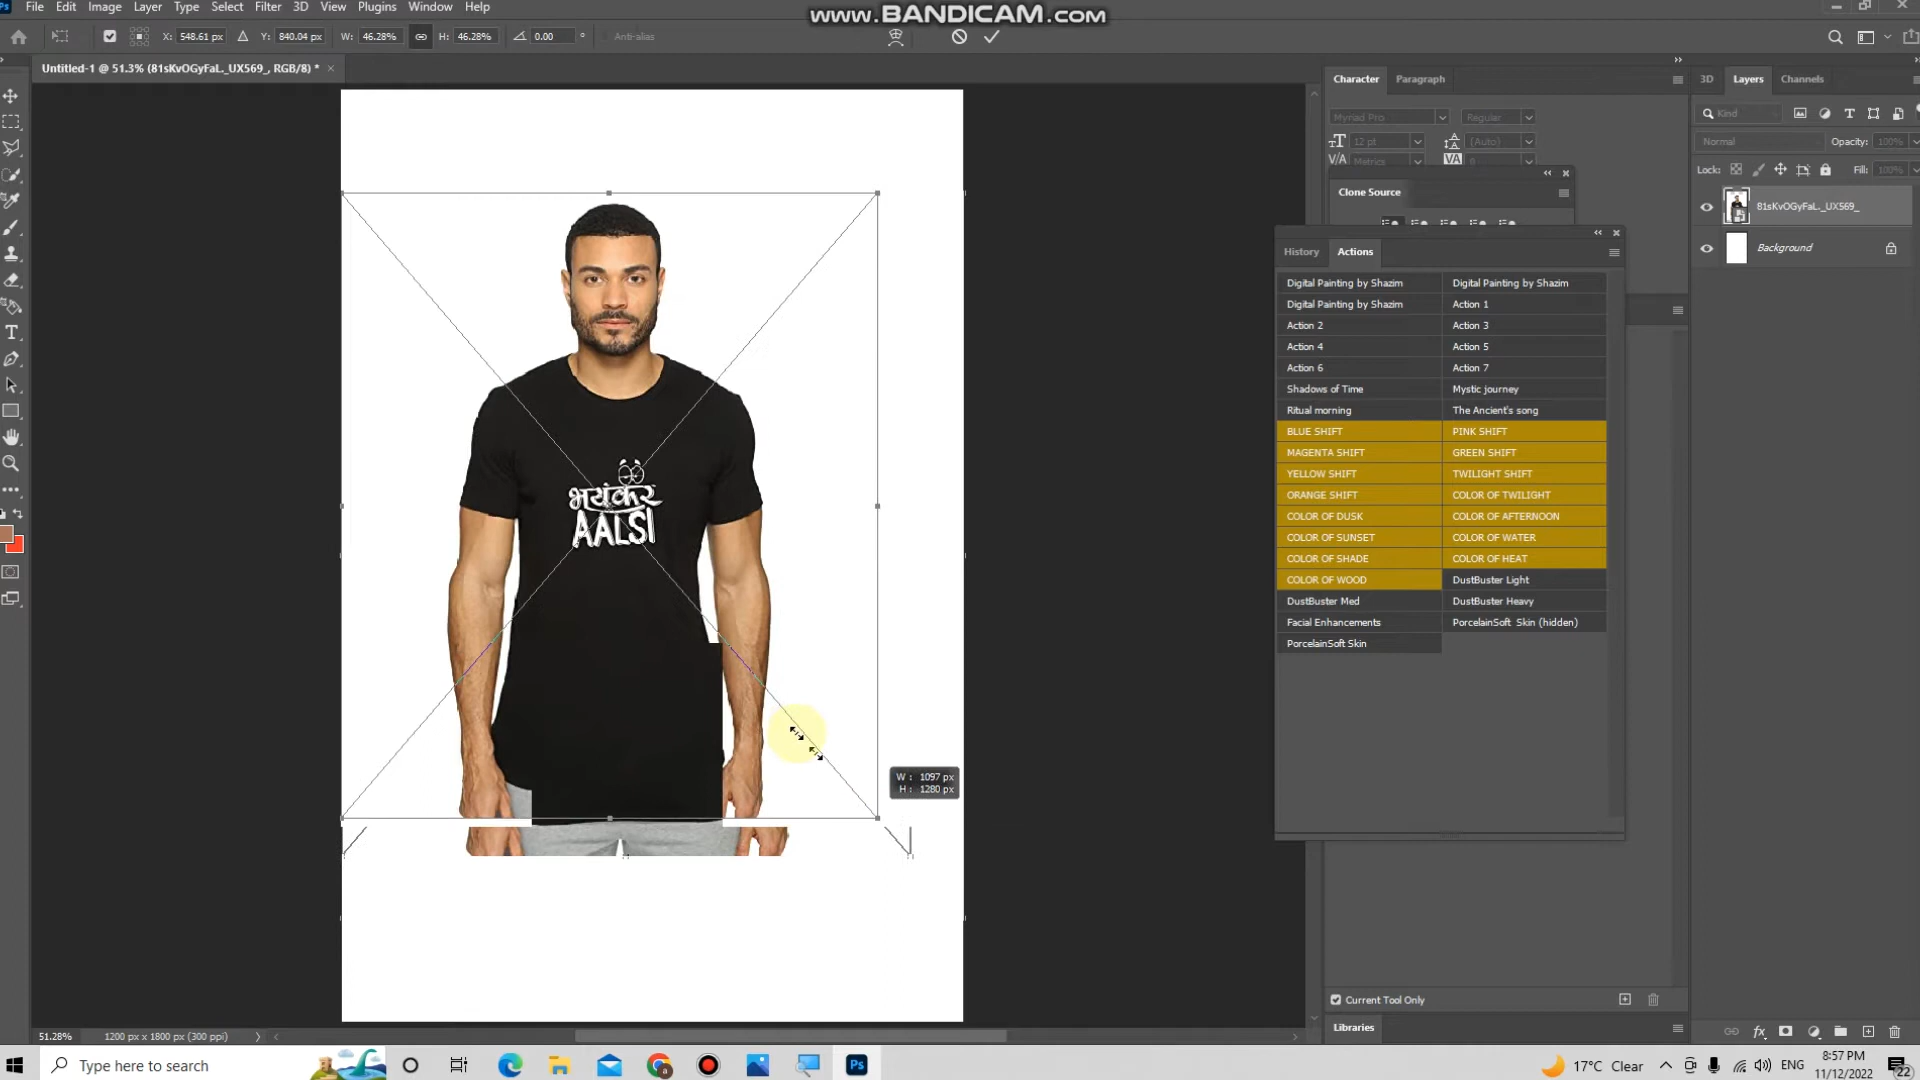 www.BANDICAM.com
Ps File Edit Image Layer Type Select Filter 3D View Plugins Window Help
X: 548.61 px Y: 840.04 px W: 46.28% H: 46.28% 0.00 ° Anti-alias
Untitled-1 @ 51.3% (81sKvOGyFaL._UX569_, RGB/8) * ×
Character Paragraph
Myriad Pro Regular
12 pt (Auto)
Metrics 0
Clone Source
History Actions
Digital Painting by Shazim Digital Painting by Shazim
Digital Painting by Shazim Action 1
Action 2 Action 3
Action 4 Action 5
Action 6 Action 7
Shadows of Time Mystic journey
Ritual morning The Ancient's song
BLUE SHIFT PINK SHIFT
MAGENTA SHIFT GREEN SHIFT
YELLOW SHIFT TWILIGHT SHIFT
ORANGE SHIFT COLOR OF TWILIGHT
COLOR OF DUSK COLOR OF AFTERNOON
COLOR OF SUNSET COLOR OF WATER
COLOR OF SHADE COLOR OF HEAT
COLOR OF WOOD DustBuster Light
DustBuster Med DustBuster Heavy
Facial Enhancements PorcelainSoft Skin (hidden)
PorcelainSoft Skin
3D Layers Channels
Kind
Normal Opacity: 100%
Lock: Fill: 100%
81sKvOGyFaL._UX569_
Background
भयंकर
AALSI
W: 1097 px
H: 1280 px
Current Tool Only
Libraries
51.28% 1200 px x 1800 px (300 ppi)
Type here to search
Ps
17°C Clear
ENG
8:57 PM
11/12/2022
22